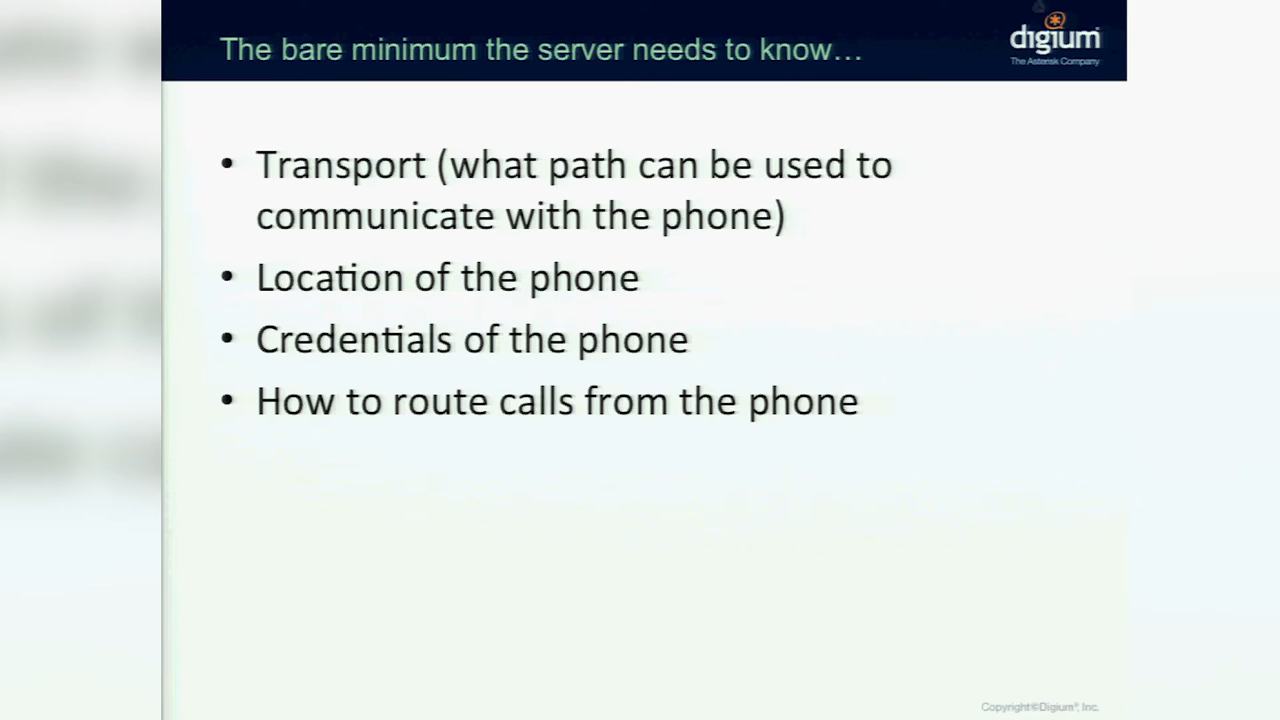 The bare minimum the server needs to know...
digium
The Asterisk Company
• Transport (what path can be used to
communicate with the phone)
• Location of the phone
• Credentials of the phone
• How to route calls from the phone
Copyright©Digium®, Inc.